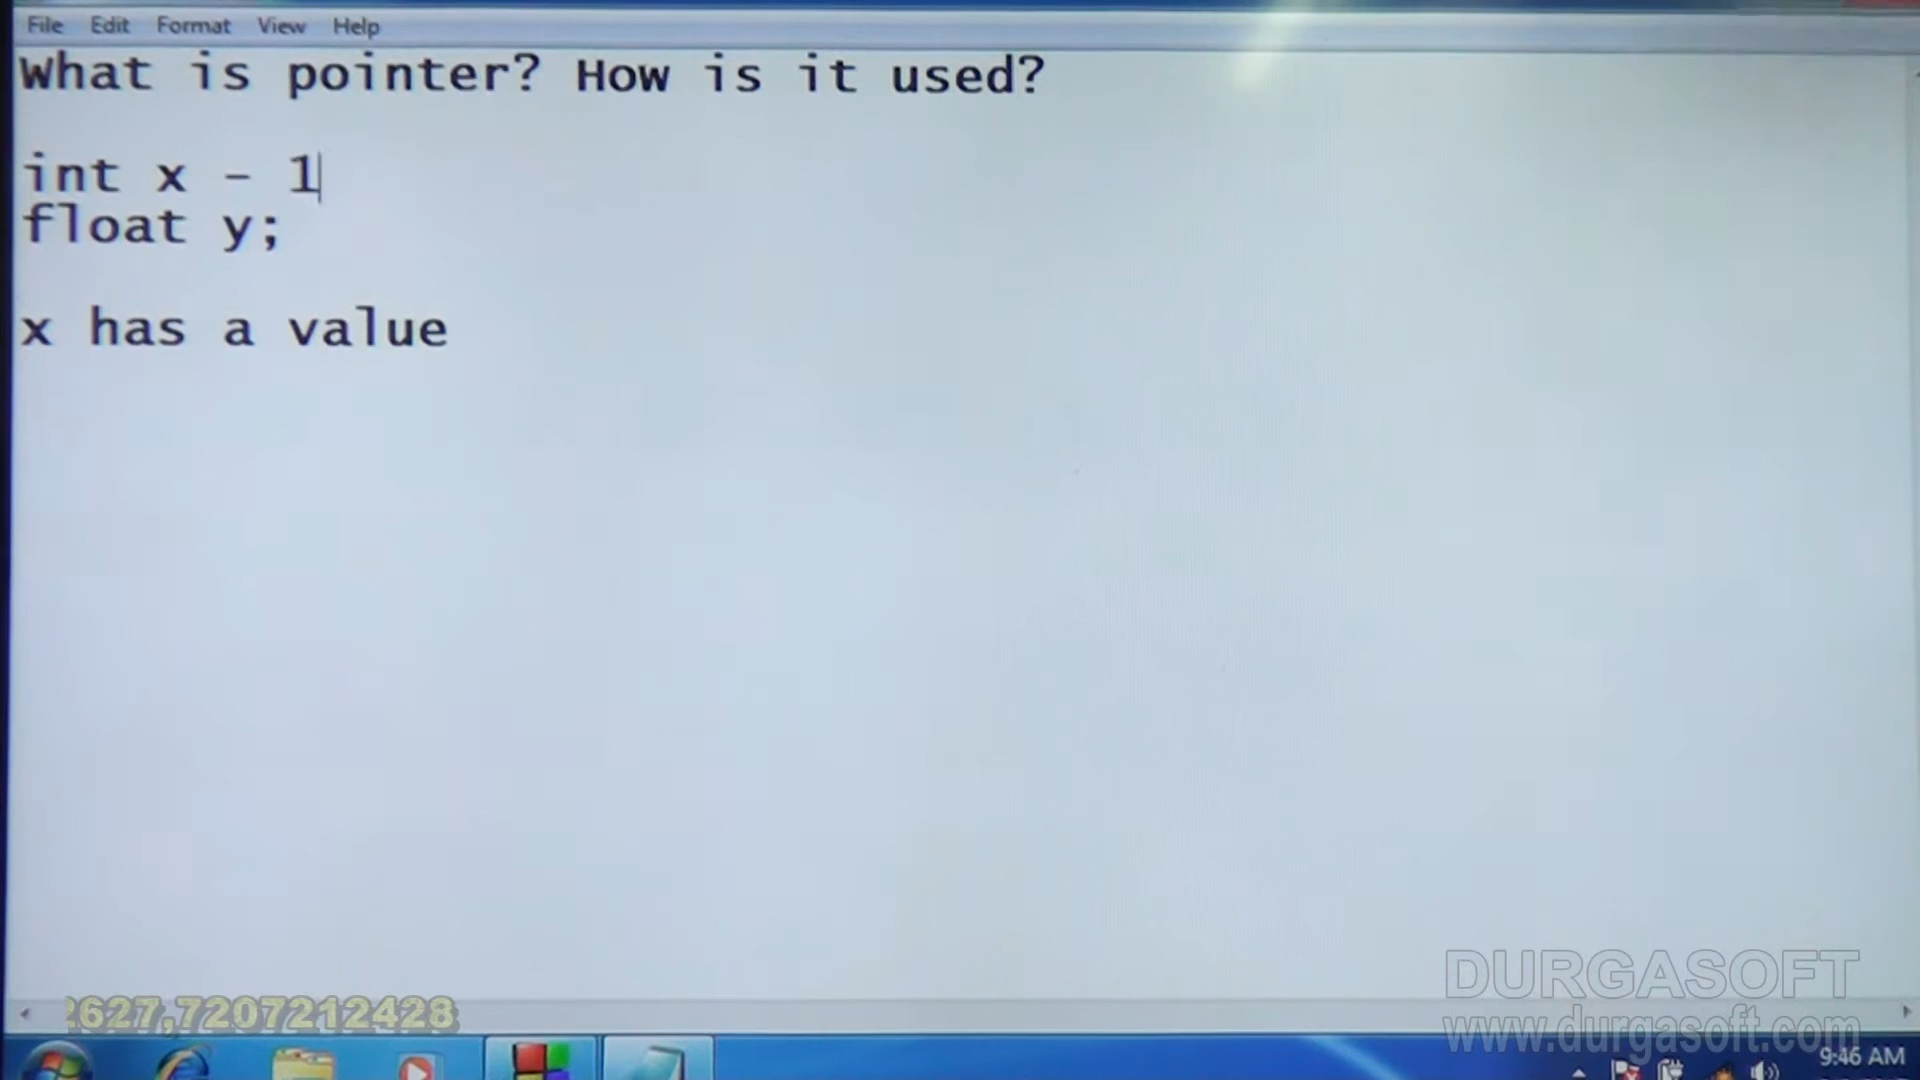 File Edit Format View Help
What is pointer? How is it used?
int x - 1
float y;
x has a value
2627,7207212428
DURGASOFT
www.durgasoft.com
9:46 AM